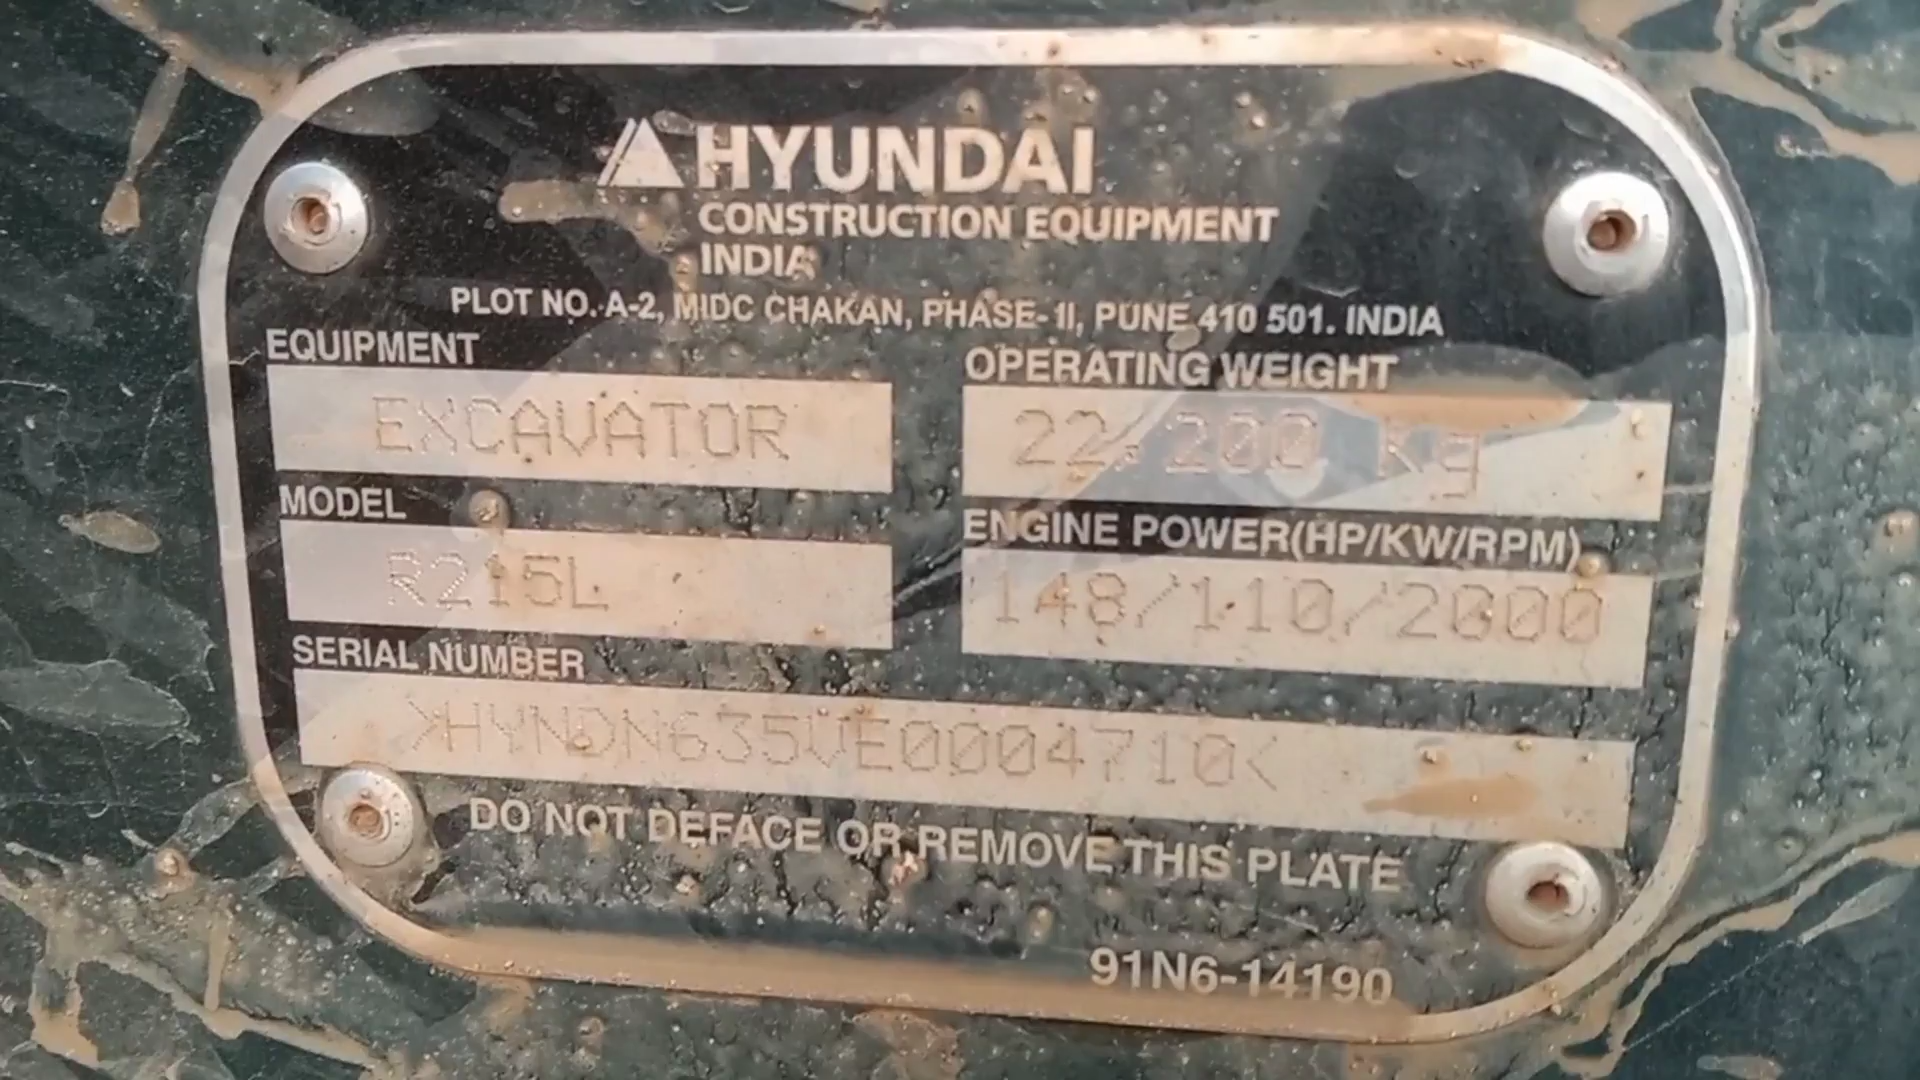 HYUNDAI
CONSTRUCTION EQUIPMENT
INDIA
PLOT NO. A-2, MIDC CHAKAN, PHASE- II, PUNE 410 501. INDIA
EQUIPMENT
EXCAVATOR
OPERATING WEIGHT
22,200 Kg
MODEL
R215L
ENGINE POWER(HP/KW/RPM)
148/110/2000
SERIAL NUMBER
>HYNDN635VE0004710<
DO NOT DEFACE OR REMOVE THIS PLATE
91N6-14190